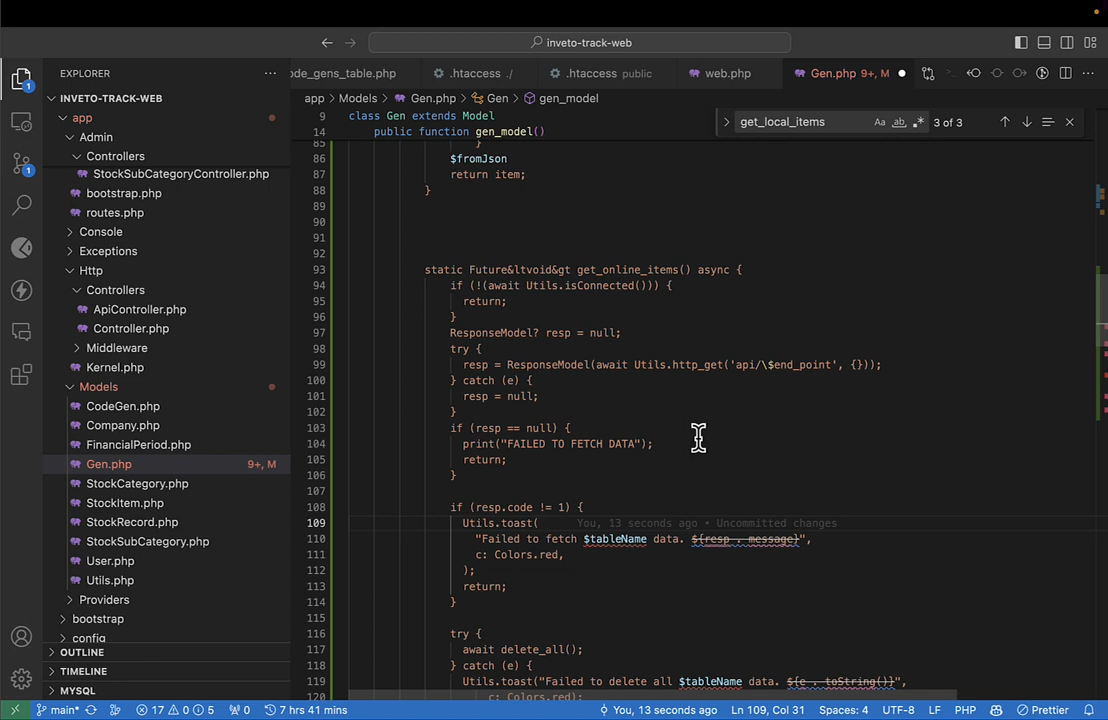 inveto-track-web
EXPLORER
ode_gens_table.php
.htaccess ./
.htaccess public
web.php
Gen.php 9+, M
INVETO-TRACK-WEB
app > Models > Gen.php > Gen > gen_model
9 class Gen extends Model
14 public function gen_model()
get_local_items
Aa ab .* 3 of 3
app
Admin
Controllers
StockSubCategoryController.php
bootstrap.php
routes.php
Console
Exceptions
Http
Controllers
ApiController.php
Controller.php
Middleware
Kernel.php
Models
CodeGen.php
Company.php
FinancialPeriod.php
Gen.php 9+, M
StockCategory.php
StockItem.php
StockRecord.php
StockSubCategory.php
User.php
Utils.php
Providers
bootstrap
config
OUTLINE
TIMELINE
MYSQL
85 }
86 $fromJson
87 return item;
88 }
89
90
91
92
93 static Future&ltvoid&gt get_online_items() async {
94 if (!(await Utils.isConnected())) {
95 return;
96 }
97 ResponseModel? resp = null;
98 try {
99 resp = ResponseModel(await Utils.http_get('api/\$end_point', {}));
100 } catch (e) {
101 resp = null;
102 }
103 if (resp == null) {
104 print("FAILED TO FETCH DATA");
105 return;
106 }
107
108 if (resp.code != 1) {
109 Utils.toast( You, 13 seconds ago • Uncommitted changes
110 "Failed to fetch $tableName data. ${resp . message}",
111 c: Colors.red,
112 );
113 return;
114 }
115
116 try {
117 await delete_all();
118 } catch (e) {
119 Utils.toast("Failed to delete all $tableName data. ${e . toString()}",
120 c: Colors.red);
main* 17 0 5 0 7 hrs 41 mins You, 13 seconds ago Ln 109, Col 31 Spaces: 4 UTF-8 LF PHP Prettier